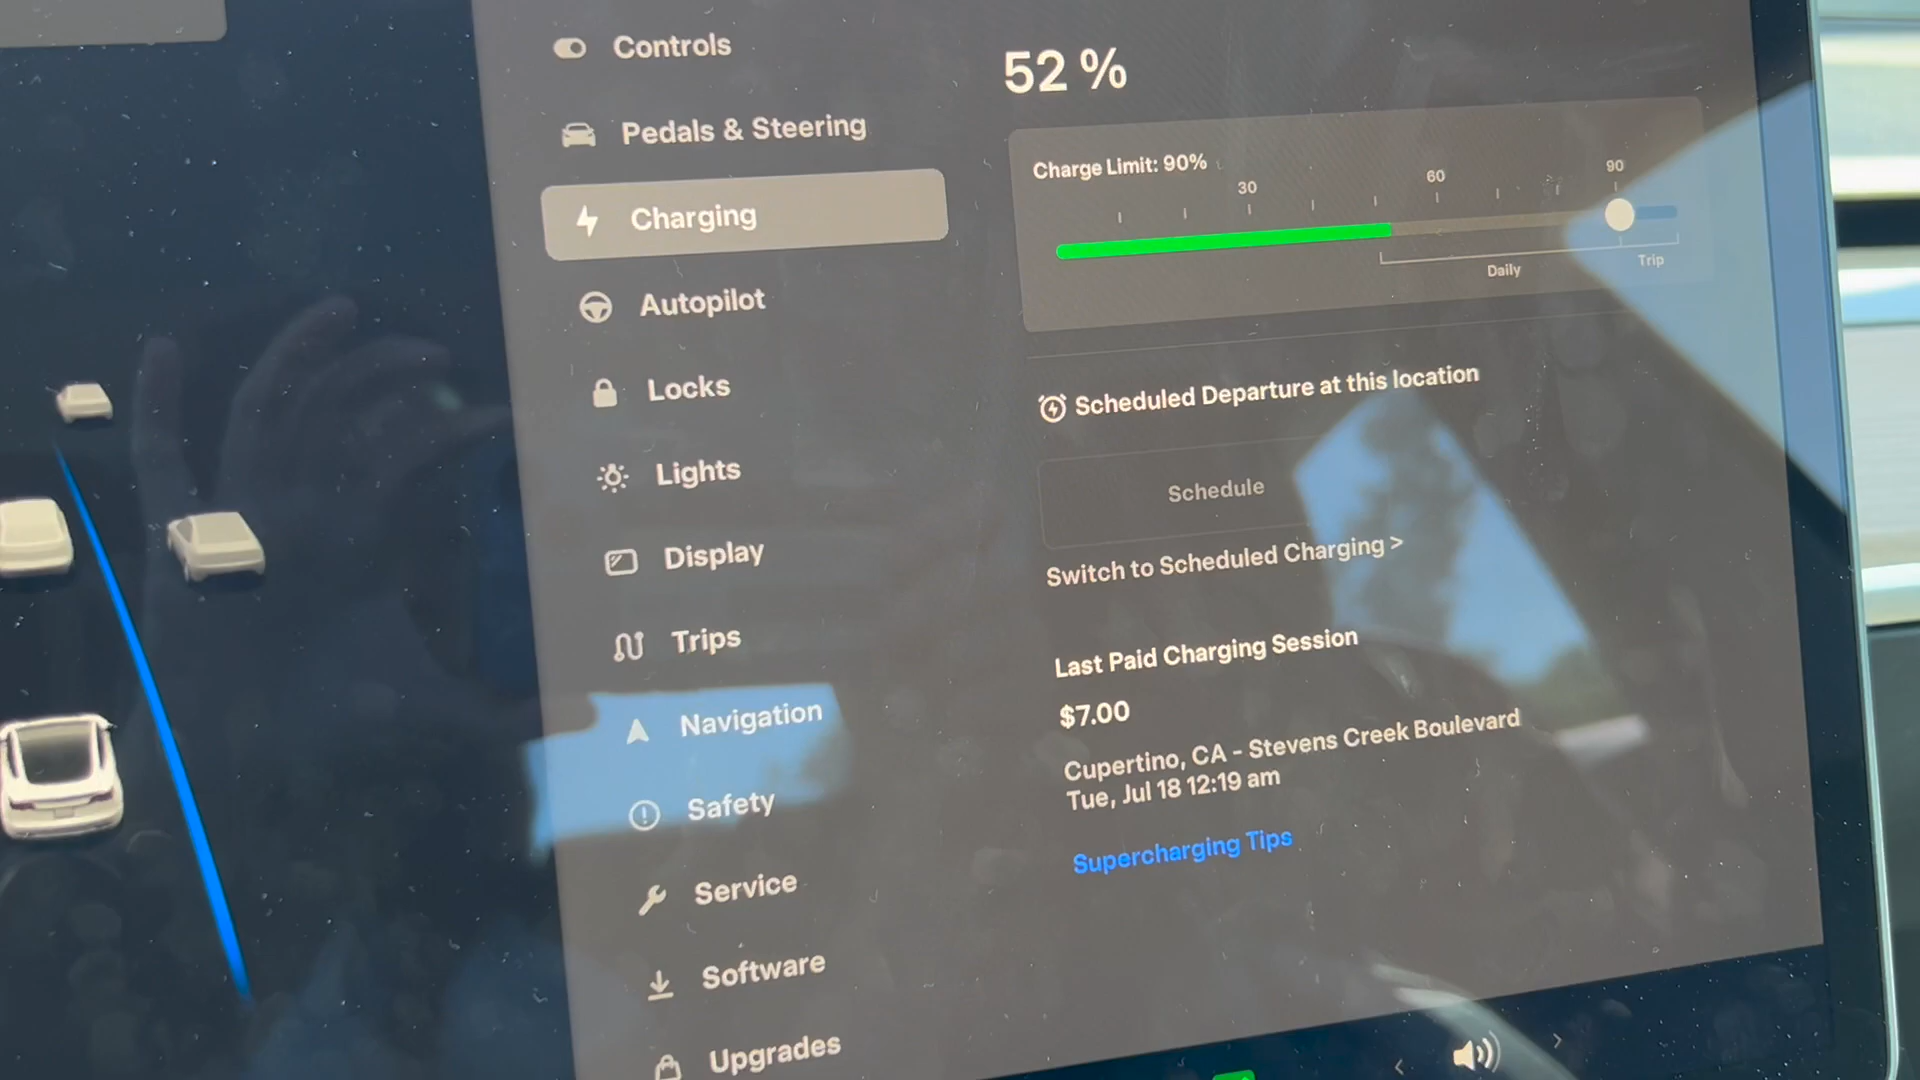 Controls
Pedals & Steering
Charging
Autopilot
Locks
Lights
Display
Trips
Navigation
Safety
Service
Software
Upgrades
52 %
Charge Limit: 90%
30
60
90
Daily
Trip
Scheduled Departure at this location
Schedule
Switch to Scheduled Charging >
Last Paid Charging Session
$7.00
Cupertino, CA - Stevens Creek Boulevard
Tue, Jul 18 12:19 am
Supercharging Tips